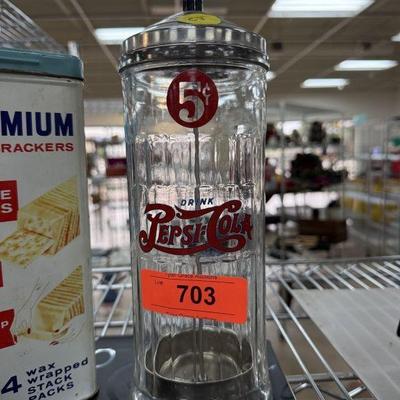 5¢
DRINK
PEPSI-COLA
Lot
703
MIUM
RACKERS
4 wax
wrapped
STACK
PACKS